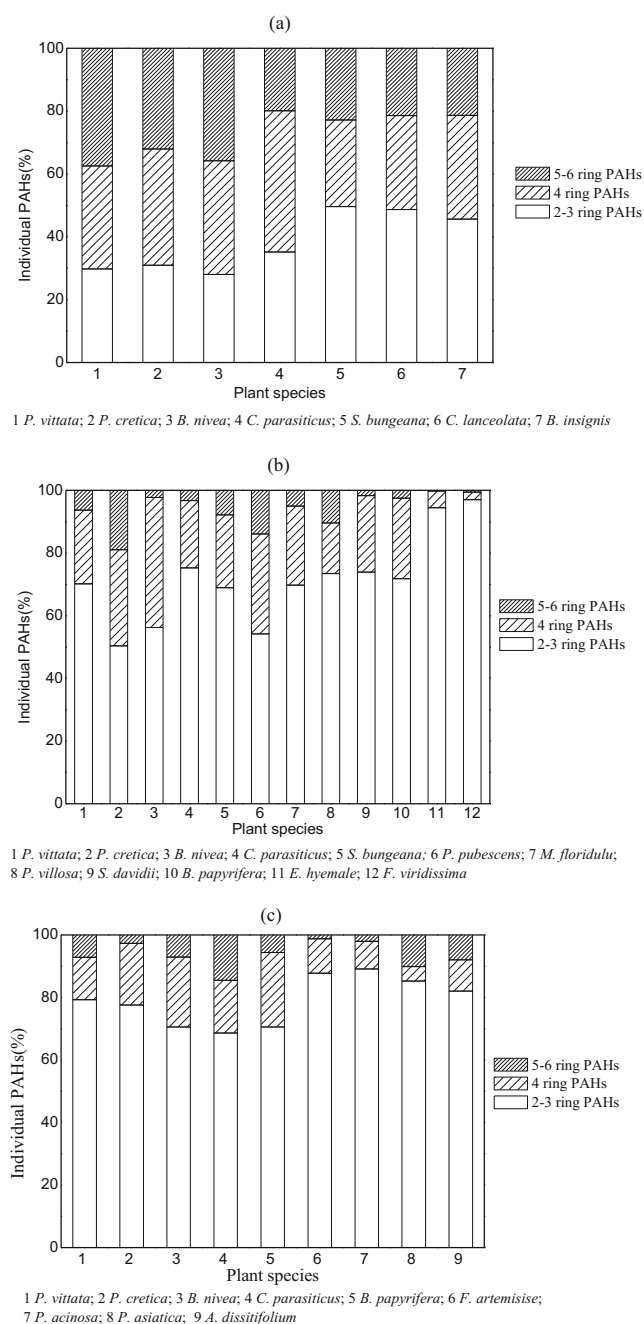 (a)
100
80
60
40
20
0
Individual PAHs(%)
5-6 ring PAHs
4 ring PAHs
2-3 ring PAHs
1 2 3 4 5 6 7
Plant species
1 P. vittata; 2 P. cretica; 3 B. nivea; 4 C. parasiticus; 5 S. bungeana; 6 C. lanceolata; 7 B. insignis
(b)
100
80
60
40
20
0
Individual PAHs(%)
5-6 ring PAHs
4 ring PAHs
2-3 ring PAHs
1 2 3 4 5 6 7 8 9 10 11 12
Plant species
1 P. vittata; 2 P. cretica; 3 B. nivea; 4 C. parasiticus; 5 S. bungeana; 6 P. pubescens; 7 M. floridulu;
8 P. villosa; 9 S. davidii; 10 B. papyrifera; 11 E. hyemale; 12 F. viridissima
(c)
100
80
60
40
20
0
Individual PAHs(%)
5-6 ring PAHs
4 ring PAHs
2-3 ring PAHs
1 2 3 4 5 6 7 8 9
Plant species
1 P. vittata; 2 P. cretica; 3 B. nivea; 4 C. parasiticus; 5 B. papyrifera; 6 F. artemisise;
7 P. acinosa; 8 P. asiatica; 9 A. dissitifolium